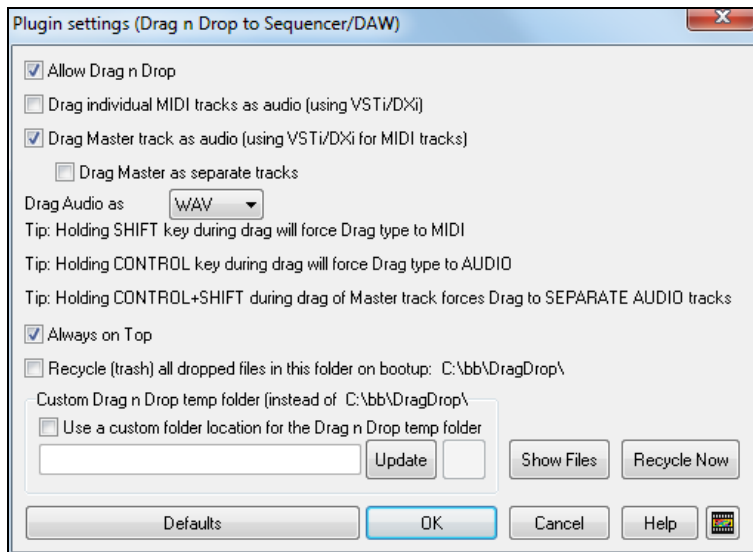 Plugin settings (Drag n Drop to Sequencer/DAW)
Allow Drag n Drop
Drag individual MIDI tracks as audio (using VSTi/DXi)
Drag Master track as audio (using VSTi/DXi for MIDI tracks)
Drag Master as separate tracks
Drag Audio as WAV
Tip: Holding SHIFT key during drag will force Drag type to MIDI
Tip: Holding CONTROL key during drag will force Drag type to AUDIO
Tip: Holding CONTROL+SHIFT during drag of Master track forces Drag to SEPARATE AUDIO tracks
Always on Top
Recycle (trash) all dropped files in this folder on bootup: C:\bb\DragDrop\
Custom Drag n Drop temp folder (instead of C:\bb\DragDrop\
Use a custom folder location for the Drag n Drop temp folder
Update Show Files Recycle Now
Defaults OK Cancel Help